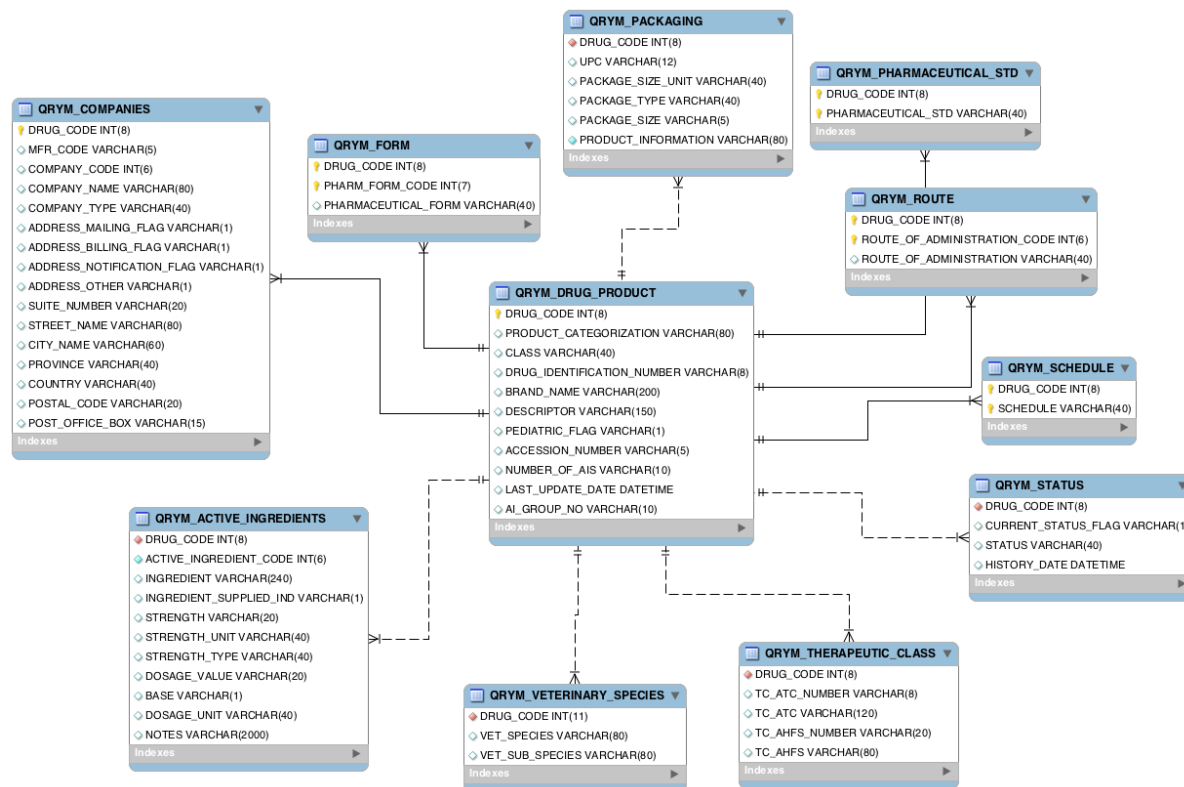 QRYM_PACKAGING
DRUG_CODE INT(8)
UPC VARCHAR(12)
PACKAGE_SIZE_UNIT VARCHAR(40)
PACKAGE_TYPE VARCHAR(40)
PACKAGE_SIZE VARCHAR(5)
PRODUCT_INFORMATION VARCHAR(80)
Indexes
QRYM_PHARMACEUTICAL_STD
DRUG_CODE INT(8)
PHARMACEUTICAL_STD VARCHAR(40)
Indexes
QRYM_COMPANIES
DRUG_CODE INT(8)
MFR_CODE VARCHAR(5)
COMPANY_CODE INT(6)
COMPANY_NAME VARCHAR(80)
COMPANY_TYPE VARCHAR(40)
ADDRESS_MAILING_FLAG VARCHAR(1)
ADDRESS_BILLING_FLAG VARCHAR(1)
ADDRESS_NOTIFICATION_FLAG VARCHAR(1)
ADDRESS_OTHER VARCHAR(1)
SUITE_NUMBER VARCHAR(20)
STREET_NAME VARCHAR(80)
CITY_NAME VARCHAR(60)
PROVINCE VARCHAR(40)
COUNTRY VARCHAR(40)
POSTAL_CODE VARCHAR(20)
POST_OFFICE_BOX VARCHAR(15)
Indexes
QRYM_FORM
DRUG_CODE INT(8)
PHARM_FORM_CODE INT(7)
PHARMACEUTICAL_FORM VARCHAR(40)
Indexes
QRYM_ROUTE
DRUG_CODE INT(8)
ROUTE_OF_ADMINISTRATION_CODE INT(6)
ROUTE_OF_ADMINISTRATION VARCHAR(40)
Indexes
QRYM_DRUG_PRODUCT
DRUG_CODE INT(8)
PRODUCT_CATEGORIZATION VARCHAR(80)
CLASS VARCHAR(40)
DRUG_IDENTIFICATION_NUMBER VARCHAR(8)
BRAND_NAME VARCHAR(200)
DESCRIPTOR VARCHAR(150)
PEDIATRIC_FLAG VARCHAR(1)
ACCESSION_NUMBER VARCHAR(5)
NUMBER_OF_AIS VARCHAR(10)
LAST_UPDATE_DATE DATETIME
AI_GROUP_NO VARCHAR(10)
Indexes
QRYM_SCHEDULE
DRUG_CODE INT(8)
SCHEDULE VARCHAR(40)
Indexes
QRYM_STATUS
DRUG_CODE INT(8)
CURRENT_STATUS_FLAG VARCHAR(1
STATUS VARCHAR(40)
HISTORY_DATE DATETIME
Indexes
QRYM_ACTIVE_INGREDIENTS
DRUG_CODE INT(8)
ACTIVE_INGREDIENT_CODE INT(6)
INGREDIENT VARCHAR(240)
INGREDIENT_SUPPLIED_IND VARCHAR(1)
STRENGTH VARCHAR(20)
STRENGTH_UNIT VARCHAR(40)
STRENGTH_TYPE VARCHAR(40)
DOSAGE_VALUE VARCHAR(20)
BASE VARCHAR(1)
DOSAGE_UNIT VARCHAR(40)
NOTES VARCHAR(2000)
Indexes
QRYM_VETERINARY_SPECIES
DRUG_CODE INT(11)
VET_SPECIES VARCHAR(80)
VET_SUB_SPECIES VARCHAR(80)
Indexes
QRYM_THERAPEUTIC_CLASS
DRUG_CODE INT(8)
TC_ATC_NUMBER VARCHAR(8)
TC_ATC VARCHAR(120)
TC_AHFS_NUMBER VARCHAR(20)
TC_AHFS VARCHAR(80)
Indexes